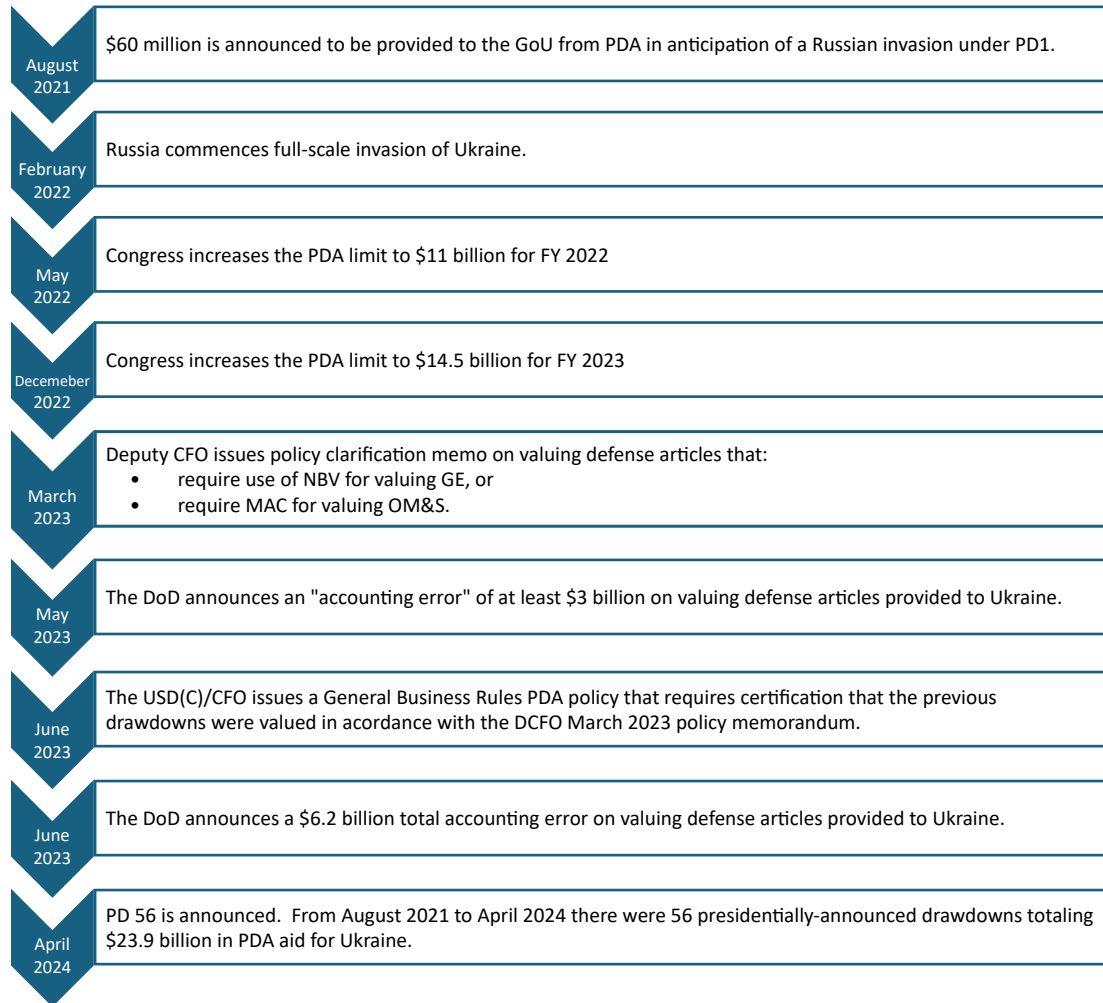 August
2021
$60 million is announced to be provided to the GoU from PDA in anticipation of a Russian invasion under PD1.
February
2022
Russia commences full-scale invasion of Ukraine.
May
2022
Congress increases the PDA limit to $11 billion for FY 2022
Decemeber
2022
Congress increases the PDA limit to $14.5 billion for FY 2023
March
2023
Deputy CFO issues policy clarification memo on valuing defense articles that:
• require use of NBV for valuing GE, or
• require MAC for valuing OM&S.
May
2023
The DoD announces an "accounting error" of at least $3 billion on valuing defense articles provided to Ukraine.
June
2023
The USD(C)/CFO issues a General Business Rules PDA policy that requires certification that the previous
drawdowns were valued in acordance with the DCFO March 2023 policy memorandum.
June
2023
The DoD announces a $6.2 billion total accounting error on valuing defense articles provided to Ukraine.
April
2024
PD 56 is announced.  From August 2021 to April 2024 there were 56 presidentially-announced drawdowns totaling
$23.9 billion in PDA aid for Ukraine.